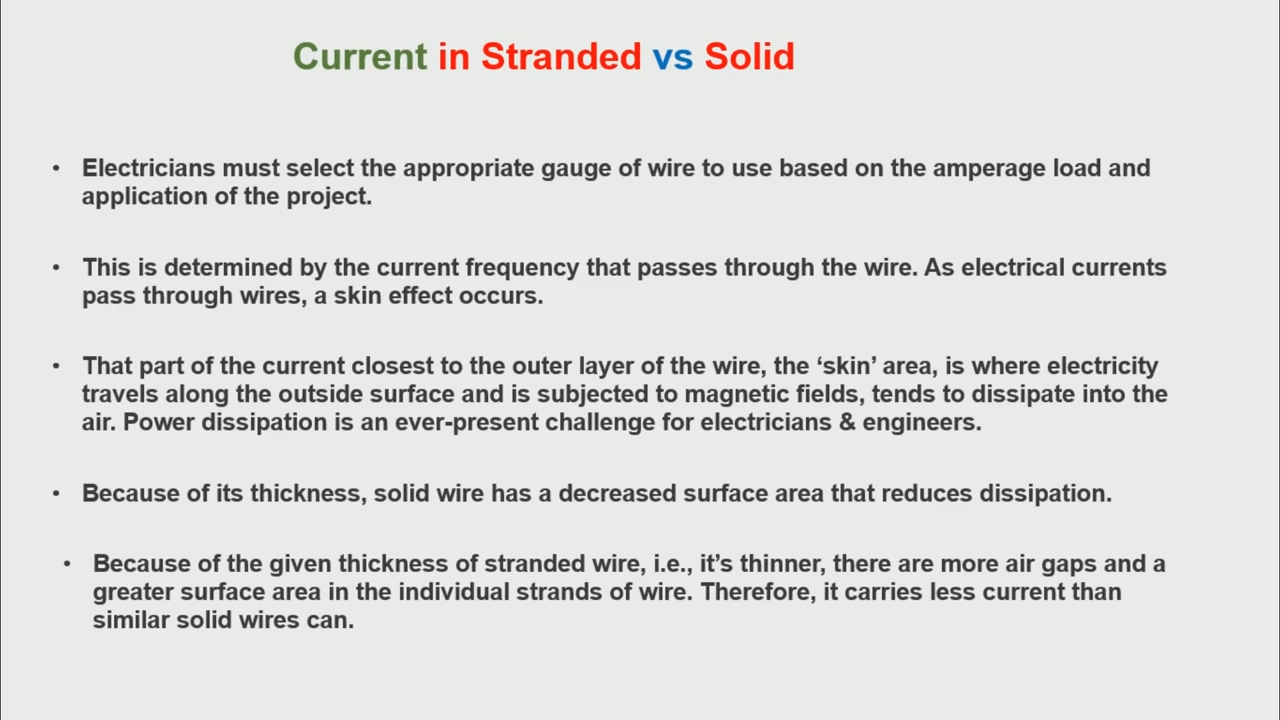 Current in Stranded vs Solid
• Electricians must select the appropriate gauge of wire to use based on the amperage load and
application of the project.
• This is determined by the current frequency that passes through the wire. As electrical currents
pass through wires, a skin effect occurs.
• That part of the current closest to the outer layer of the wire, the ‘skin’ area, is where electricity
travels along the outside surface and is subjected to magnetic fields, tends to dissipate into the
air. Power dissipation is an ever-present challenge for electricians & engineers.
• Because of its thickness, solid wire has a decreased surface area that reduces dissipation.
• Because of the given thickness of stranded wire, i.e., it’s thinner, there are more air gaps and a
greater surface area in the individual strands of wire. Therefore, it carries less current than
similar solid wires can.